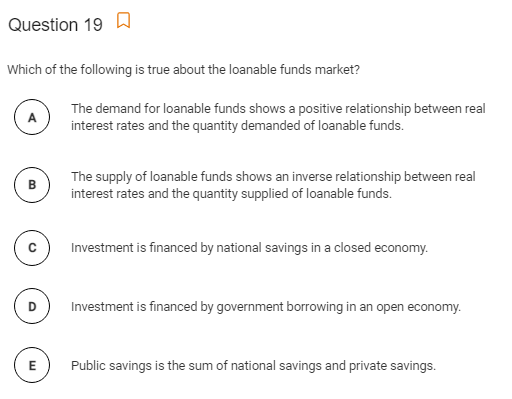 Question 19
Which of the following is true about the loanable funds market?
A
The demand for loanable funds shows a positive relationship between real
interest rates and the quantity demanded of loanable funds.
B
The supply of loanable funds shows an inverse relationship between real
interest rates and the quantity supplied of loanable funds.
C
Investment is financed by national savings in a closed economy.
D
Investment is financed by government borrowing in an open economy.
E
Public savings is the sum of national savings and private savings.